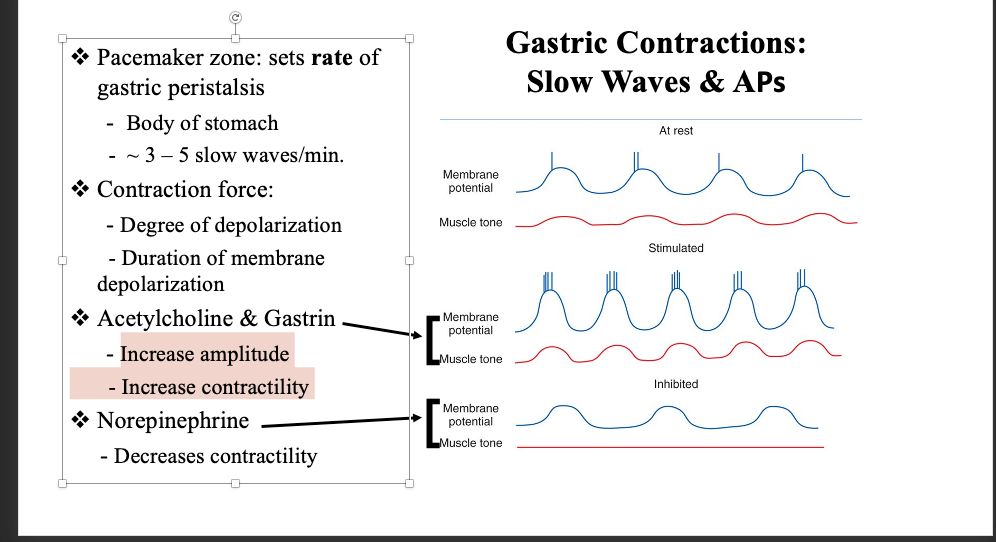 ❖ Pacemaker zone: sets rate of
gastric peristalsis
- Body of stomach
- ~ 3 – 5 slow waves/min.
❖ Contraction force:
- Degree of depolarization
- Duration of membrane
depolarization
❖ Acetylcholine & Gastrin
- Increase amplitude
- Increase contractility
❖ Norepinephrine
- Decreases contractility
Gastric Contractions:
Slow Waves & APs
At rest
Membrane
potential
Muscle tone
Stimulated
Membrane
potential
Muscle tone
Inhibited
Membrane
potential
Muscle tone